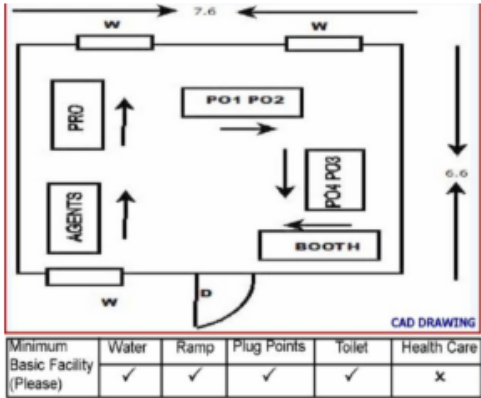 7.6
W W
PO1 PO2
PRO
PO4 PO3
6.6
AGENTS
BOOTH
W
D
CAD DRAWING
Minimum Basic Facility (Please) Water Ramp Plug Points Toilet Health Care
✓ ✓ ✓ ✓ x